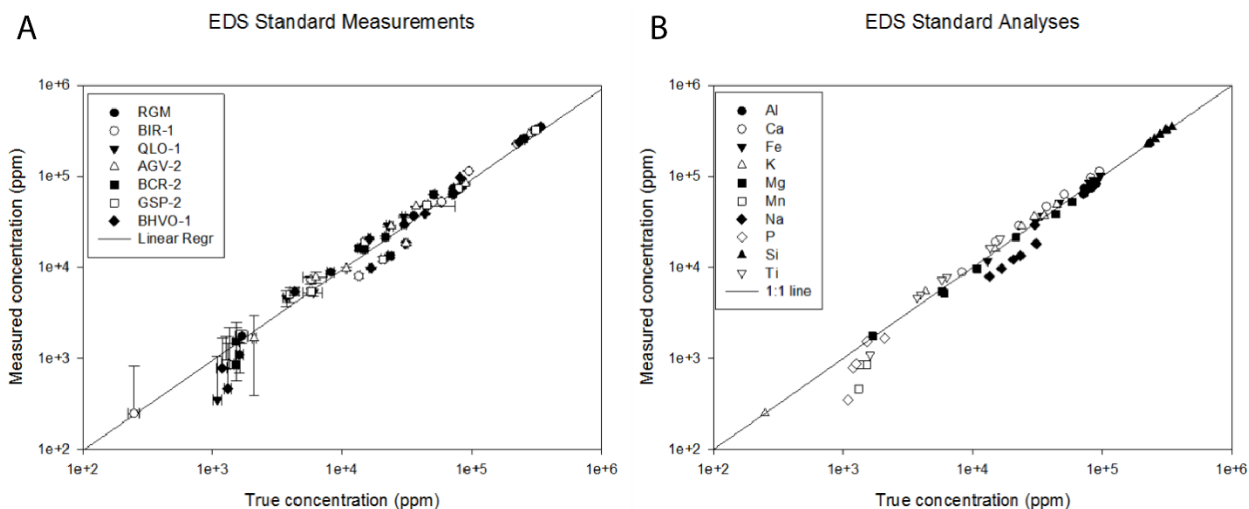 A
EDS Standard Measurements
Measured concentration (ppm)
1e+6
1e+5
1e+4
1e+3
1e+2
RGM
BIR-1
QLO-1
AGV-2
BCR-2
GSP-2
BHVO-1
Linear Regr
1e+2 1e+3 1e+4 1e+5 1e+6
True concentration (ppm)
B
EDS Standard Analyses
Measured concentration (ppm)
1e+6
1e+5
1e+4
1e+3
1e+2
Al
Ca
Fe
K
Mg
Mn
Na
P
Si
Ti
1:1 line
1e+2 1e+3 1e+4 1e+5 1e+6
True concentration (ppm)